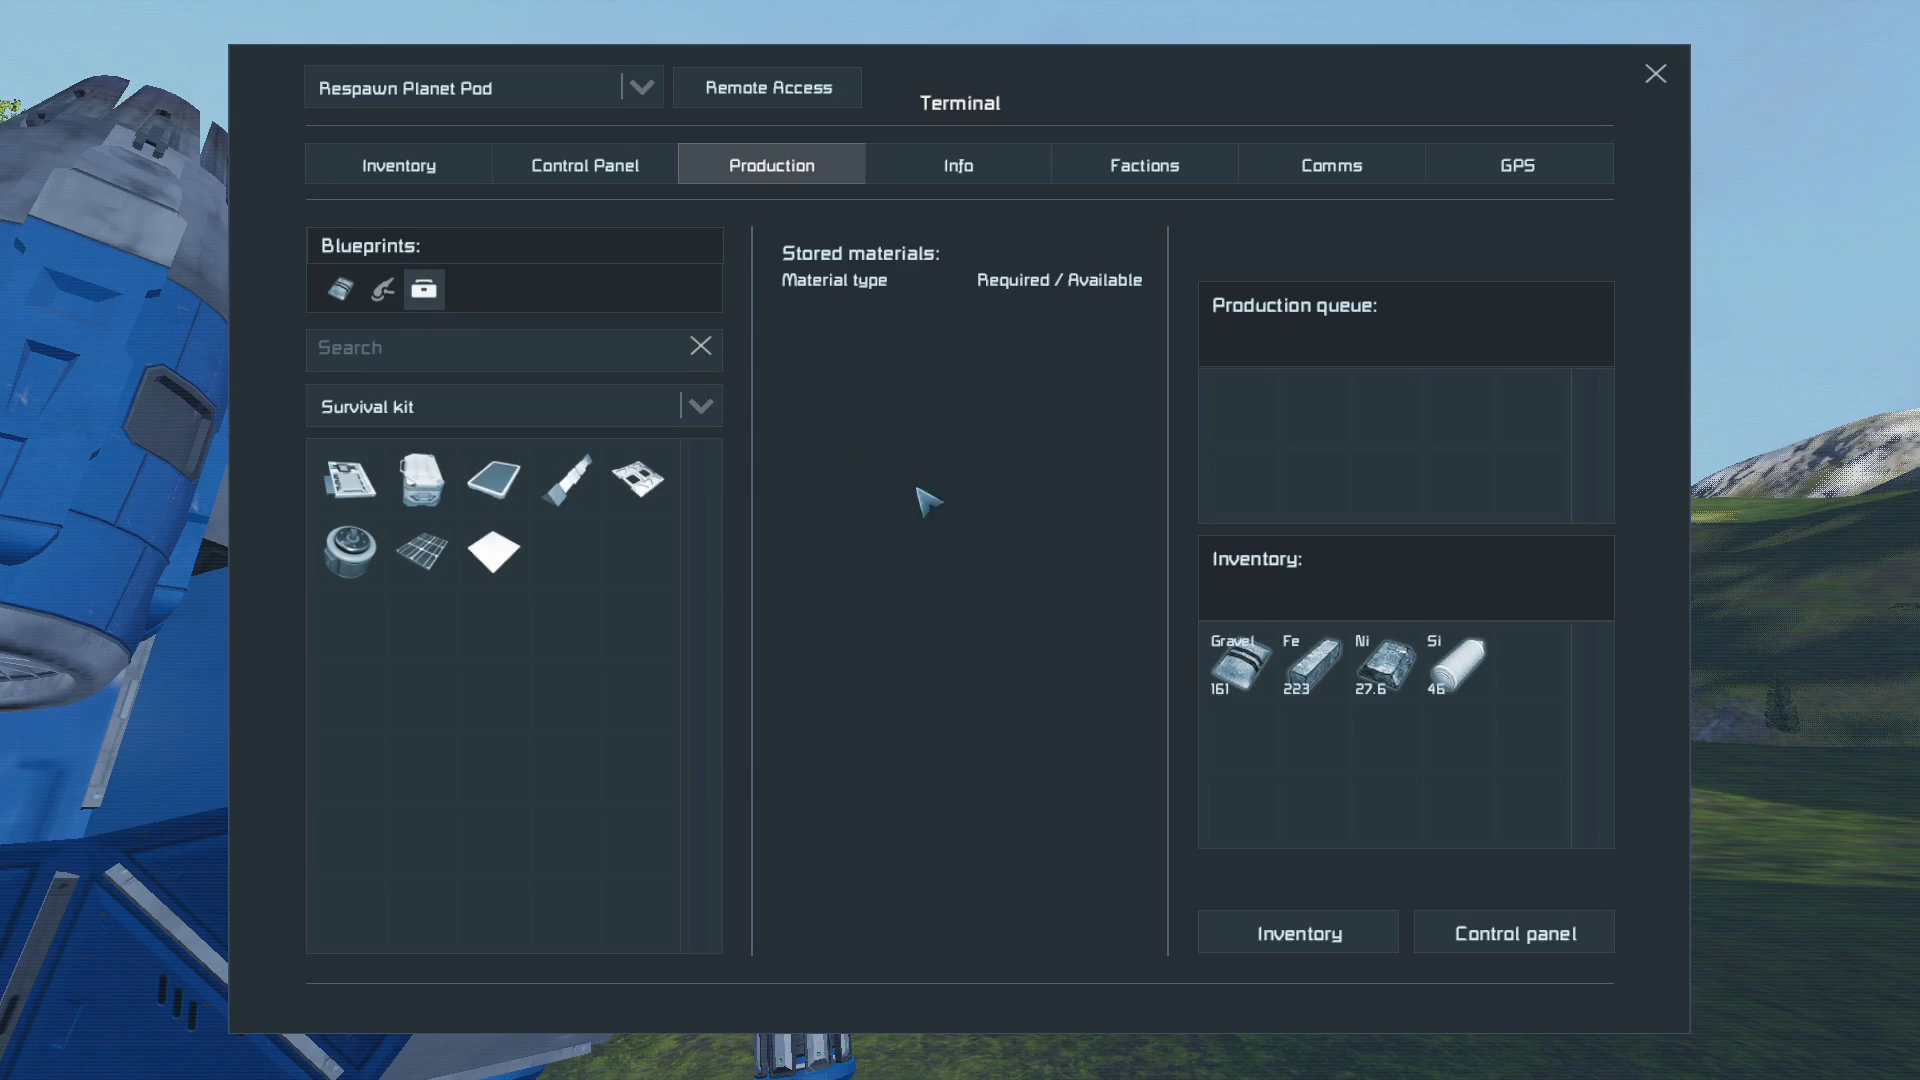 Respawn Planet Pod
Remote Access
Terminal
Inventory
Control Panel
Production
Info
Factions
Comms
GPS
Blueprints:
Search
Survival kit
Stored materials:
Material type
Required / Available
Production queue:
Inventory:
Gravel
161
Fe
223
Ni
27.6
Si
46
Inventory
Control panel